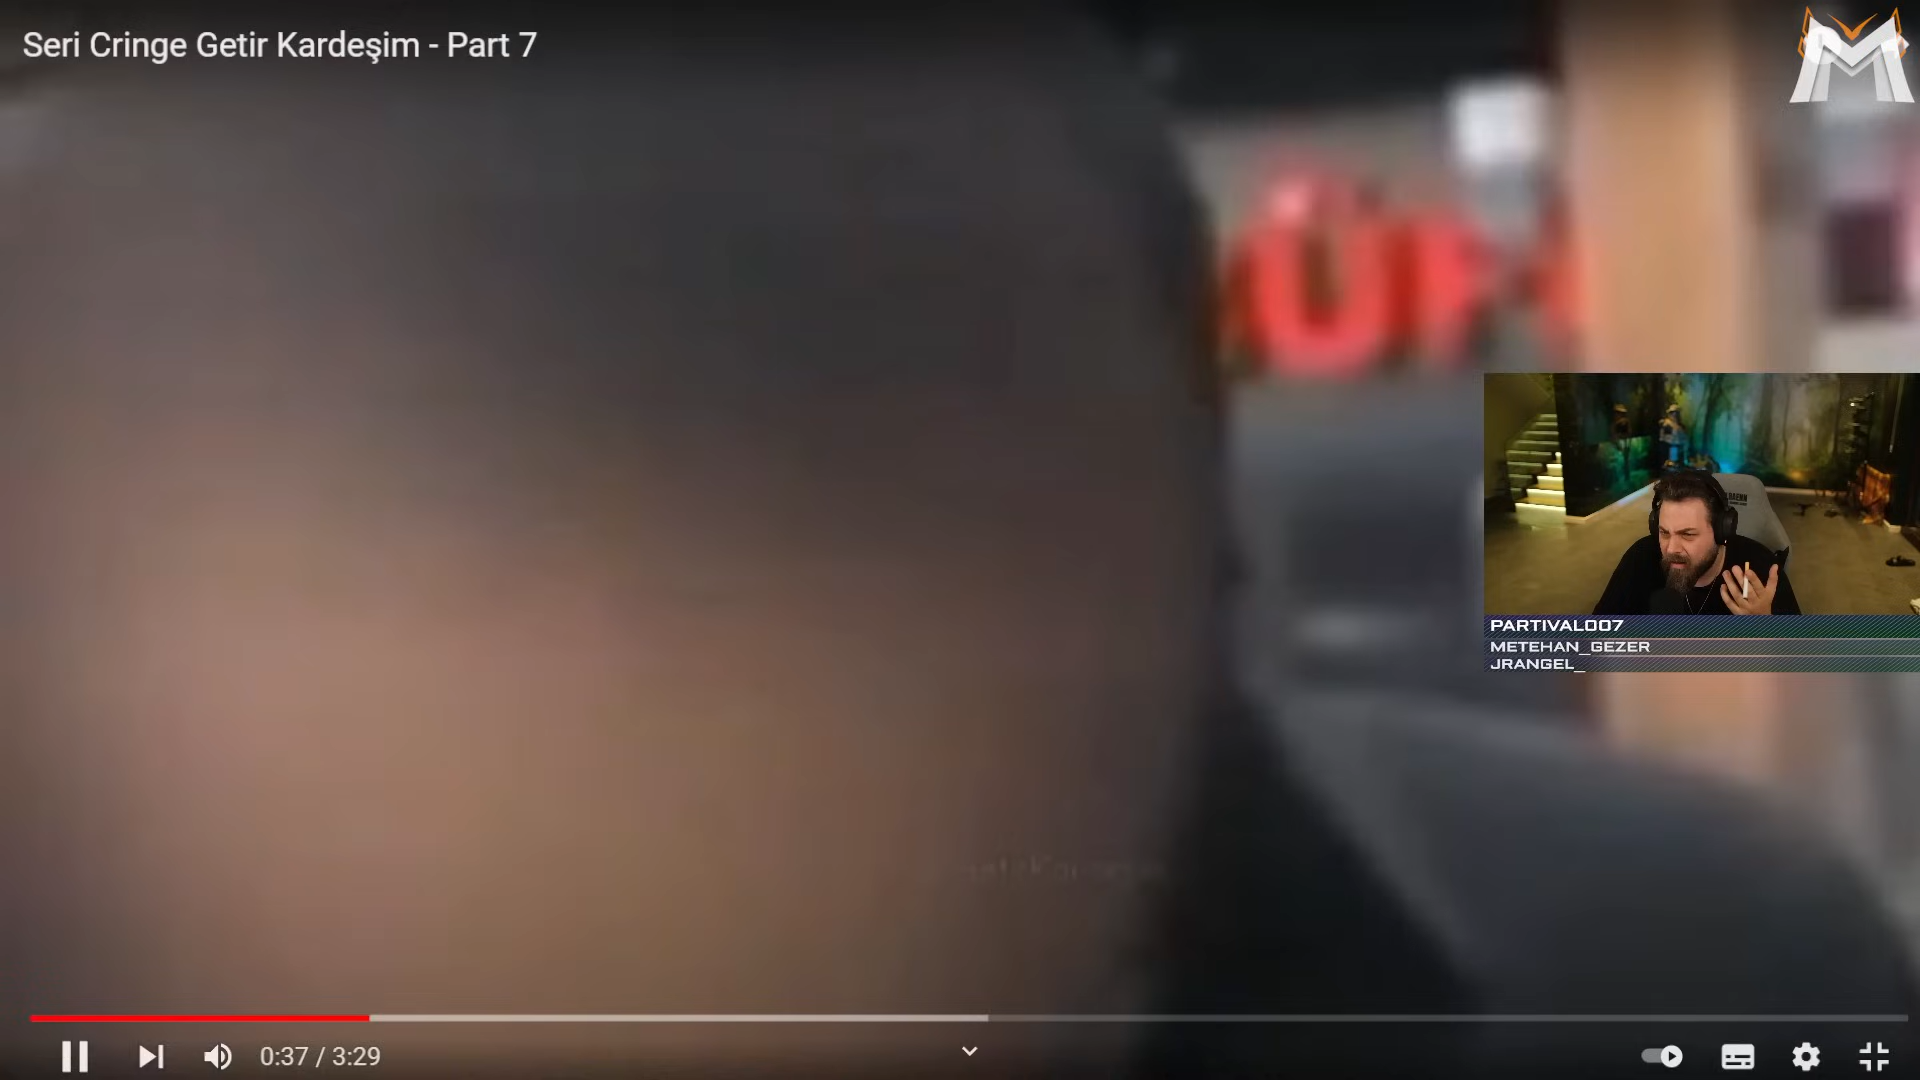 Seri Cringe Getir Kardeşim - Part 7
PARTIVAL007
METEHAN_GEZER
JRANGEL_
0:37 / 3:29